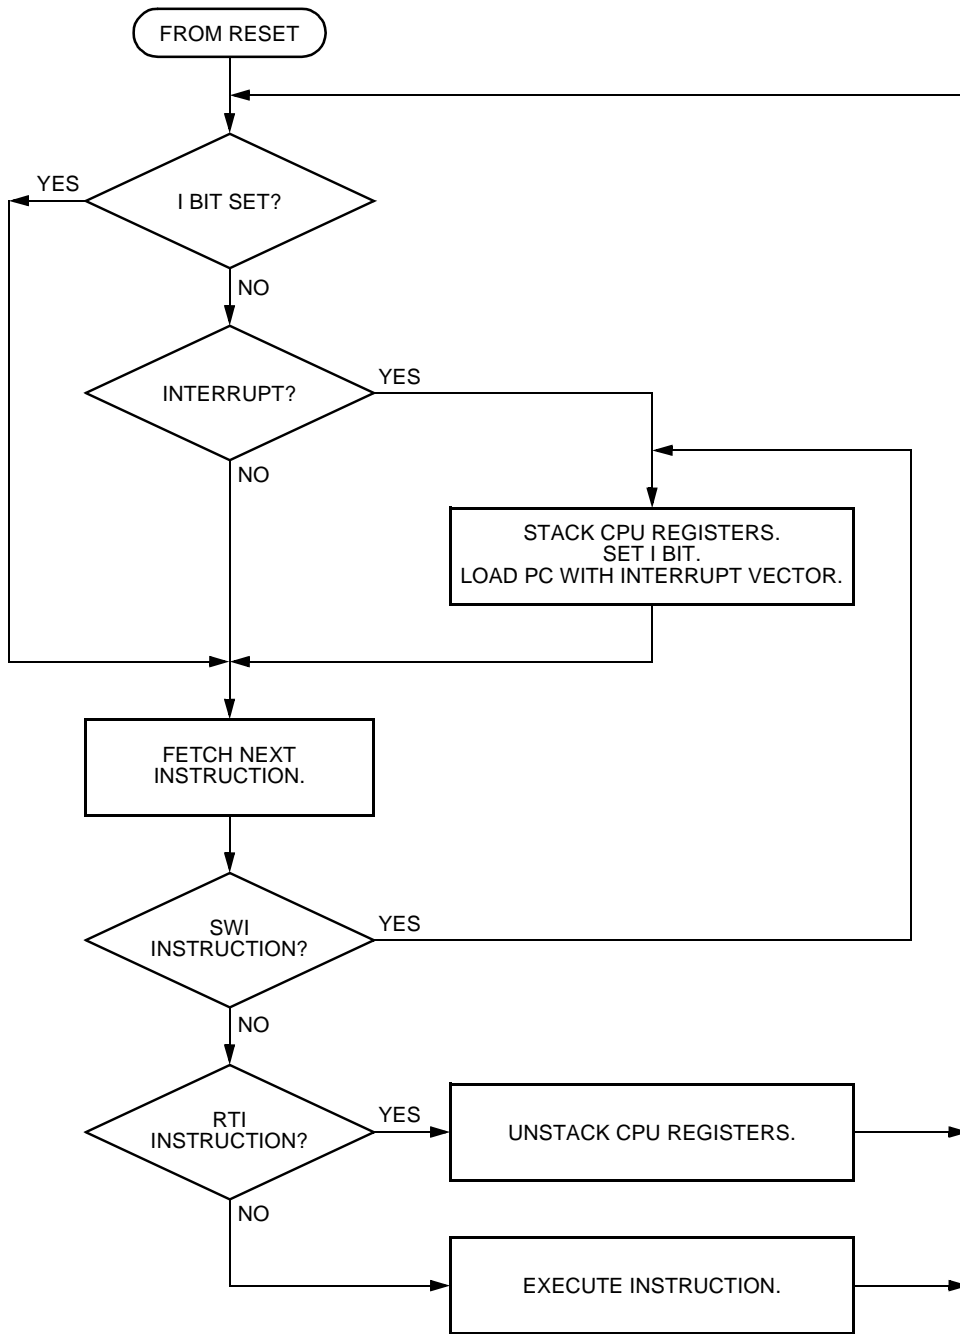 FROM RESET
YES
I BIT SET?
NO
INTERRUPT?
YES
NO
STACK CPU REGISTERS.
SET I BIT.
LOAD PC WITH INTERRUPT VECTOR.
FETCH NEXT
INSTRUCTION.
SWI
INSTRUCTION?
YES
NO
RTI
INSTRUCTION?
YES
UNSTACK CPU REGISTERS.
NO
EXECUTE INSTRUCTION.